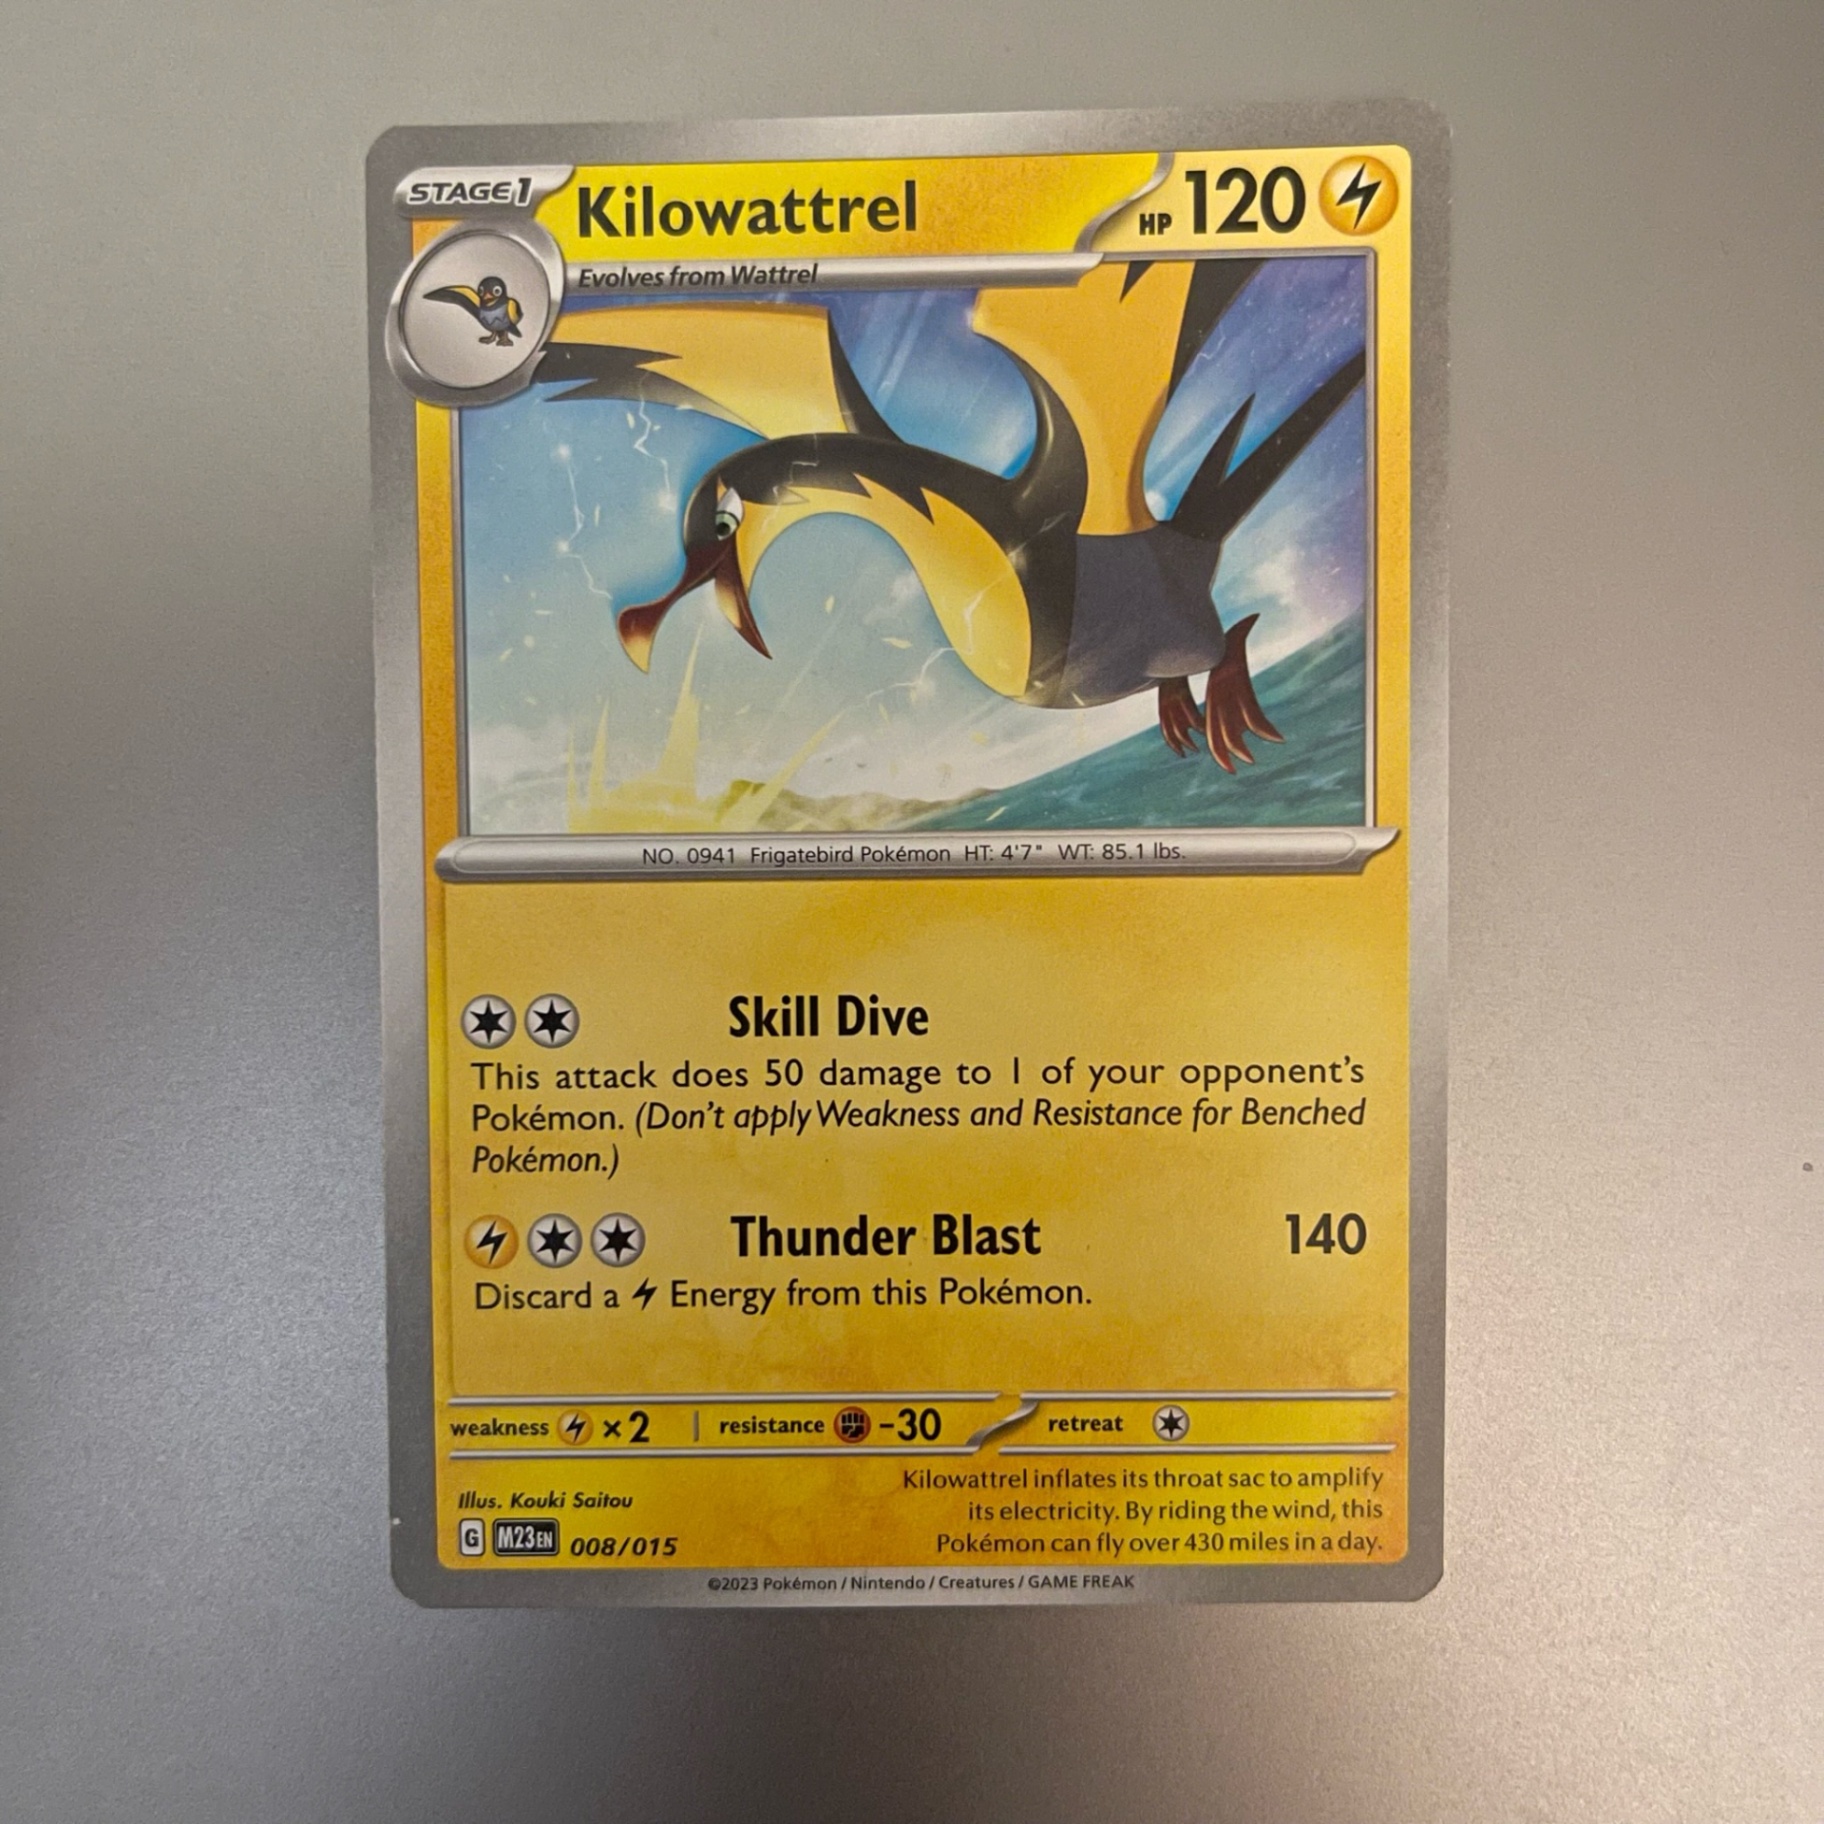 STAGE1
Kilowattrel
HP 120
Evolves from Wattrel
NO. 0941 Frigatebird Pokémon HT: 4'7" WT: 85.1 lbs.
Skill Dive
This attack does 50 damage to 1 of your opponent's
Pokémon. (Don't apply Weakness and Resistance for Benched
Pokémon.)
Thunder Blast 140
Discard a Energy from this Pokémon.
weakness ×2 | resistance -30 retreat
Illus. Kouki Saitou
G M23EN 008/015
Kilowattrel inflates its throat sac to amplify
its electricity. By riding the wind, this
Pokémon can fly over 430 miles in a day.
©2023 Pokémon / Nintendo / Creatures / GAME FREAK